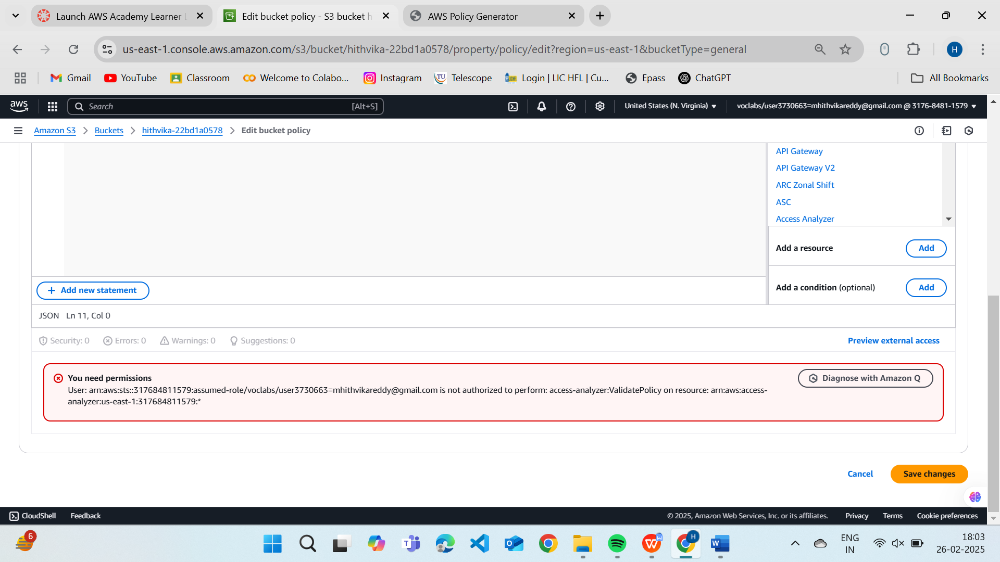 Launch AWS Academy Learner
Edit bucket policy - S3 bucket h
AWS Policy Generator
us-east-1.console.aws.amazon.com/s3/bucket/hithvika-22bd1a0578/property/policy/edit?region=us-east-1&bucketType=general
H
Gmail
YouTube
Classroom
Welcome to Colabo...
Instagram
TU
Telescope
Login | LIC HFL | Cu...
Epass
ChatGPT
All Bookmarks
aws
Search
[Alt+S]
United States (N. Virginia)
voclabs/user3730663=mhithvikareddy@gmail.com @ 3176-8481-1579
Amazon S3
Buckets
hithvika-22bd1a0578
Edit bucket policy
API Gateway
API Gateway V2
ARC Zonal Shift
ASC
Access Analyzer
Add a resource
Add
+ Add new statement
Add a condition (optional)
Add
JSON Ln 11, Col 0
Security: 0
Errors: 0
Warnings: 0
Suggestions: 0
Preview external access
You need permissions
User: arn:aws:sts::317684811579:assumed-role/voclabs/user3730663=mhithvikareddy@gmail.com is not authorized to perform: access-analyzer:ValidatePolicy on resource: arn:aws:access-
analyzer:us-east-1:317684811579:*
Diagnose with Amazon Q
Cancel
Save changes
CloudShell
Feedback
© 2025, Amazon Web Services, Inc. or its affiliates.
Privacy
Terms
Cookie preferences
6
H
ENG
IN
18:03
26-02-2025